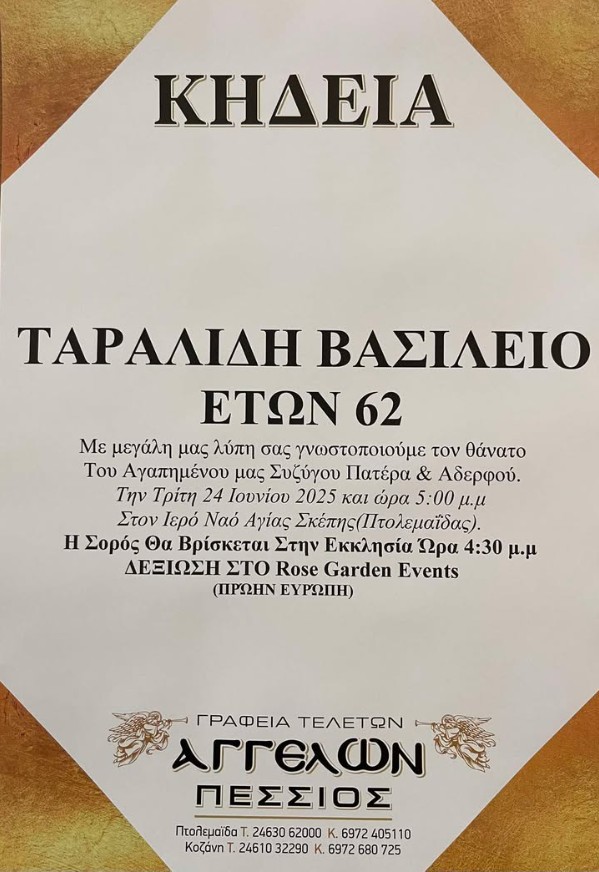 ΚΗΔΕΙΑ
ΤΑΡΑΛΙΔΗ ΒΑΣΙΛΕΙΟ
ΕΤΩΝ 62
Με μεγάλη μας λύπη σας γνωστοποιούμε τον θάνατο
Του Αγαπημένου μας Συζύγου Πατέρα & Αδερφού.
Την Τρίτη 24 Ιουνίου 2025 και ώρα 5:00 μ.μ
Στον Ιερό Ναό Αγίας Σκέπης(Πτολεμαΐδας).
Η Σορός Θα Βρίσκεται Στην Εκκλησία Ώρα 4:30 μ.μ
ΔΕΞΙΩΣΗ ΣΤΟ Rose Garden Events
(ΠΡΏΗΝ ΕΥΡΏΠΗ)
ΓΡΑΦΕΙΑ ΤΕΛΕΤΩΝ
ΑΓΓΕΛΩΝ
ΠΕΣΣΙΟΣ
Πτολεμαΐδα Τ. 24630 62000 Κ. 6972 405110
Κοζάνη Τ. 24610 32290 Κ. 6972 680 725